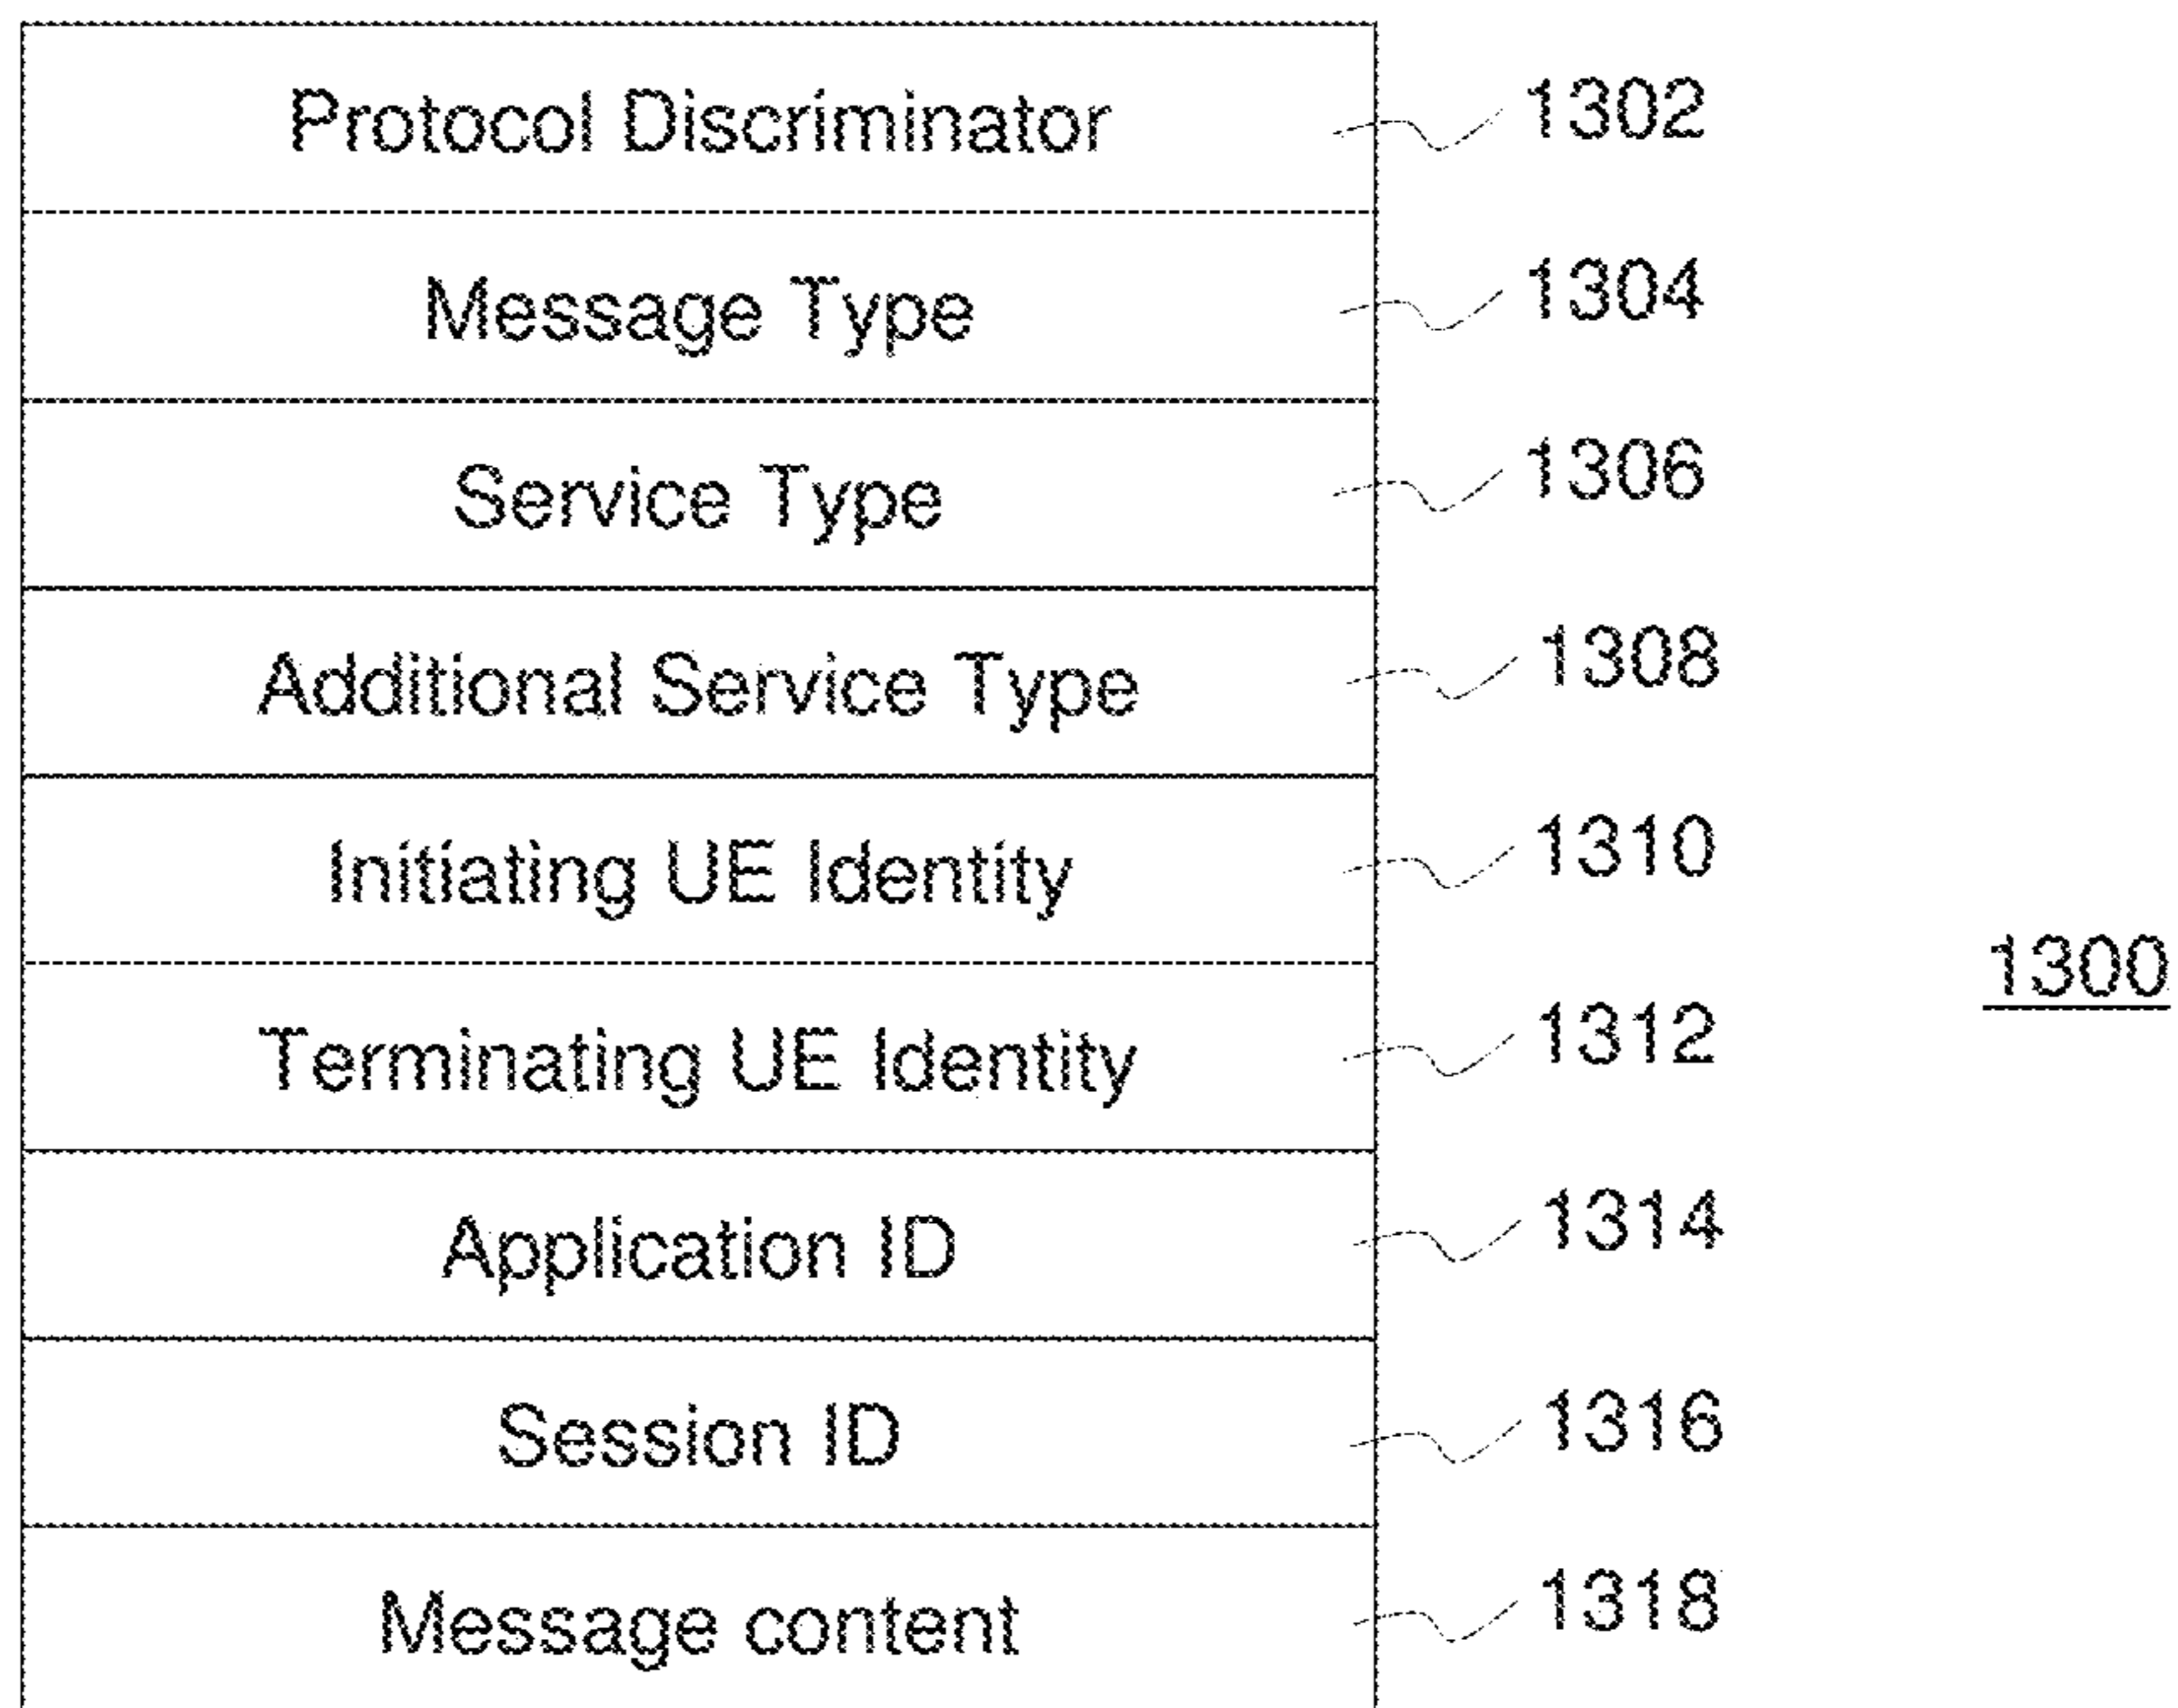 Protocol Discriminator 1302
Message Type 1304
Service Type 1306
Additional Service Type 1308
Initiating UE Identity 1310
1300
Terminating UE Identity 1312
Application ID 1314
Session ID 1316
Message content 1318